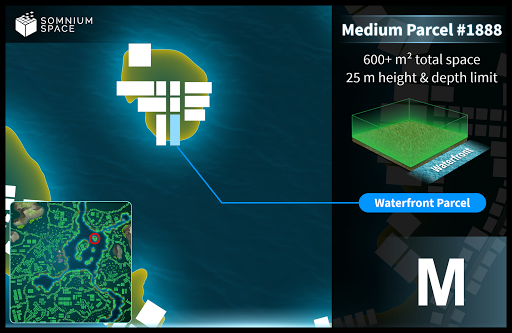 SOMNIUM
SPACE
Medium Parcel #1888
600+ m² total space
25 m height & depth limit
Waterfront
Waterfront Parcel
M